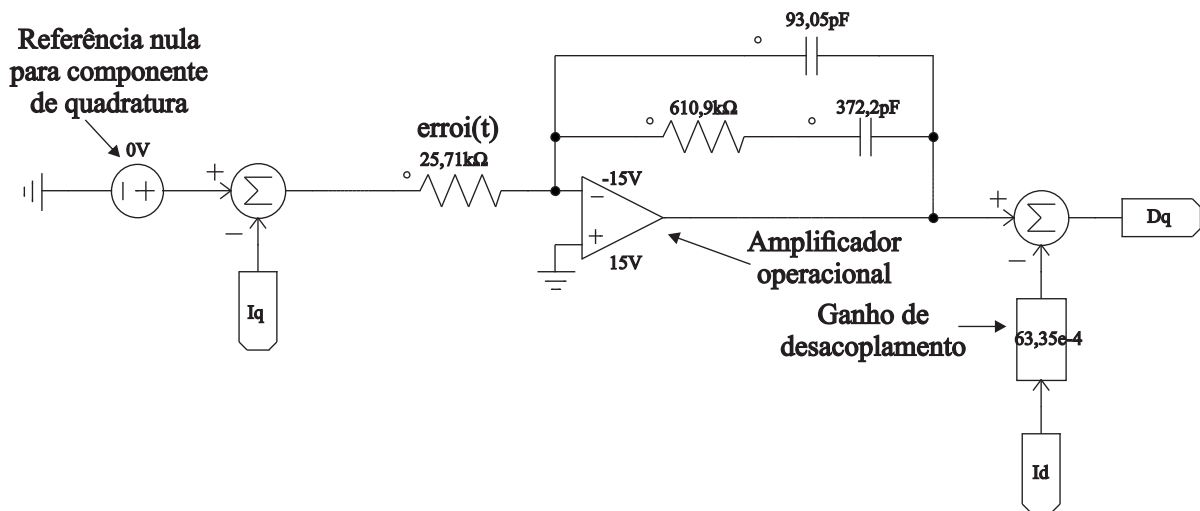 Referência nula
para componente
de quadratura
0V
Iq
erroi(t)
25,71kΩ
93,05pF
610,9kΩ
372,2pF
-15V
15V
Amplificador
operacional
Dq
Ganho de
desacoplamento
63,35e-4
Id